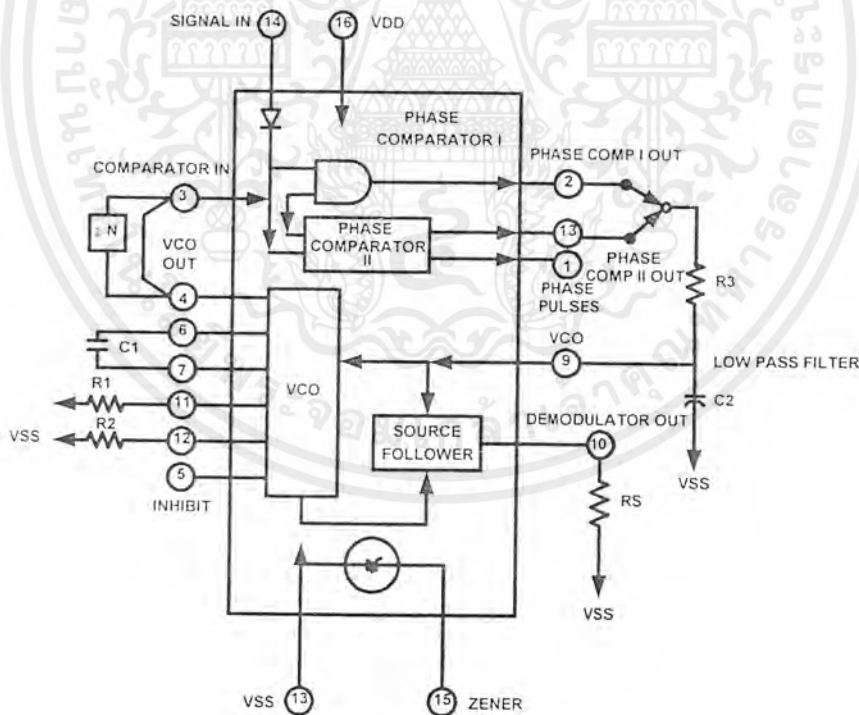 SIGNAL IN 14 16 VDD
PHASE
COMPARATOR I
COMPARATOR IN
3
PHASE COMP I OUT
2
N
VCO
OUT
4
PHASE
COMPARATOR
II
13
1
PHASE
COMP II OUT
PHASE
PULSES
R3
6
C1
7
VCO
VCO
9
LOW PASS FILTER
C2
R1
11
VSS
R2
12
5
INHIBIT
SOURCE
FOLLOWER
DEMODULATOR OUT
10
VSS
RS
VSS
VSS 13 15 ZENER